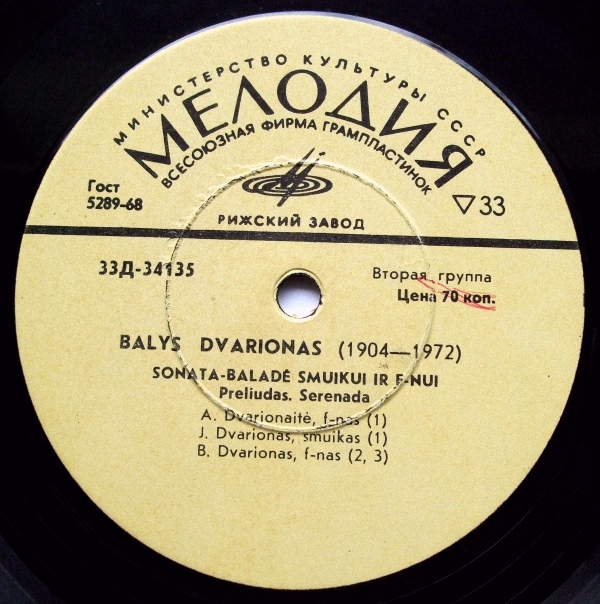 МИНИСТЕРСТВО КУЛЬТУРЫ СССР
МЕЛОДИЯ
ВСЕСОЮЗНАЯ ФИРМА ГРАМПЛАСТИНОК
Гост
5289-68
33
РИЖСКИЙ ЗАВОД
33Д-34135
Вторая группа
Цена 70 коп.
BALYS DVARIONAS (1904—1972)
SONATA-BALADĖ SMUIKUI IR F-NUI
Preliudas. Serenada
A. Dvarionaitė, f-nas (1)
J. Dvarionas, smuikas (1)
B. Dvarionas, f-nas (2, 3)